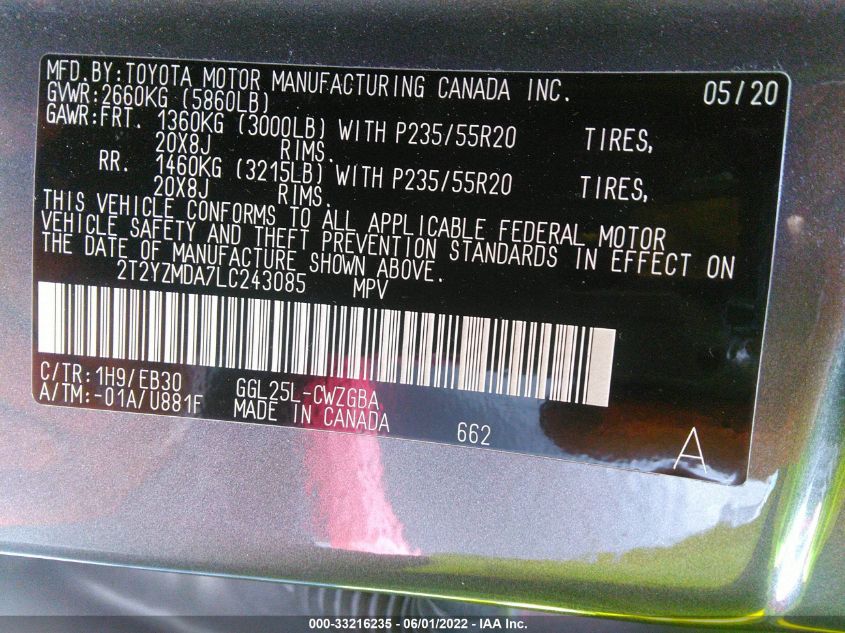 MFD.BY:TOYOTA MOTOR MANUFACTURING CANADA INC. 05/20
GVWR:2660KG (5860LB)
GAWR:FRT. 1360KG (3000LB) WITH P235/55R20 TIRES,
20X8J RIMS.
RR. 1460KG (3215LB) WITH P235/55R20 TIRES,
20X8J RIMS.
THIS VEHICLE CONFORMS TO ALL APPLICABLE FEDERAL MOTOR
VEHICLE SAFETY AND THEFT PREVENTION STANDARDS IN EFFECT ON
THE DATE OF MANUFACTURE SHOWN ABOVE.
2T2YZMDA7LC243085 MPV
C/TR:1H9/EB30 GGL25L-CWZGBA
A/TM:-01A/U881F MADE IN CANADA 662 A
000-33216235 - 06/01/2022 - IAA Inc.